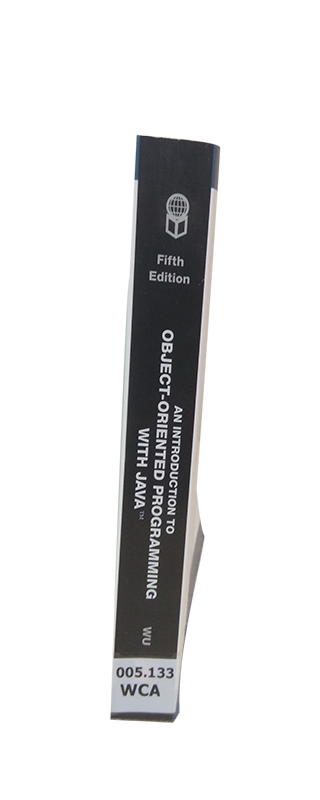 Fifth
Edition
AN INTRODUCTION TO
OBJECT-ORIENTED PROGRAMMING
WITH JAVA™
WU
005.133
WCA